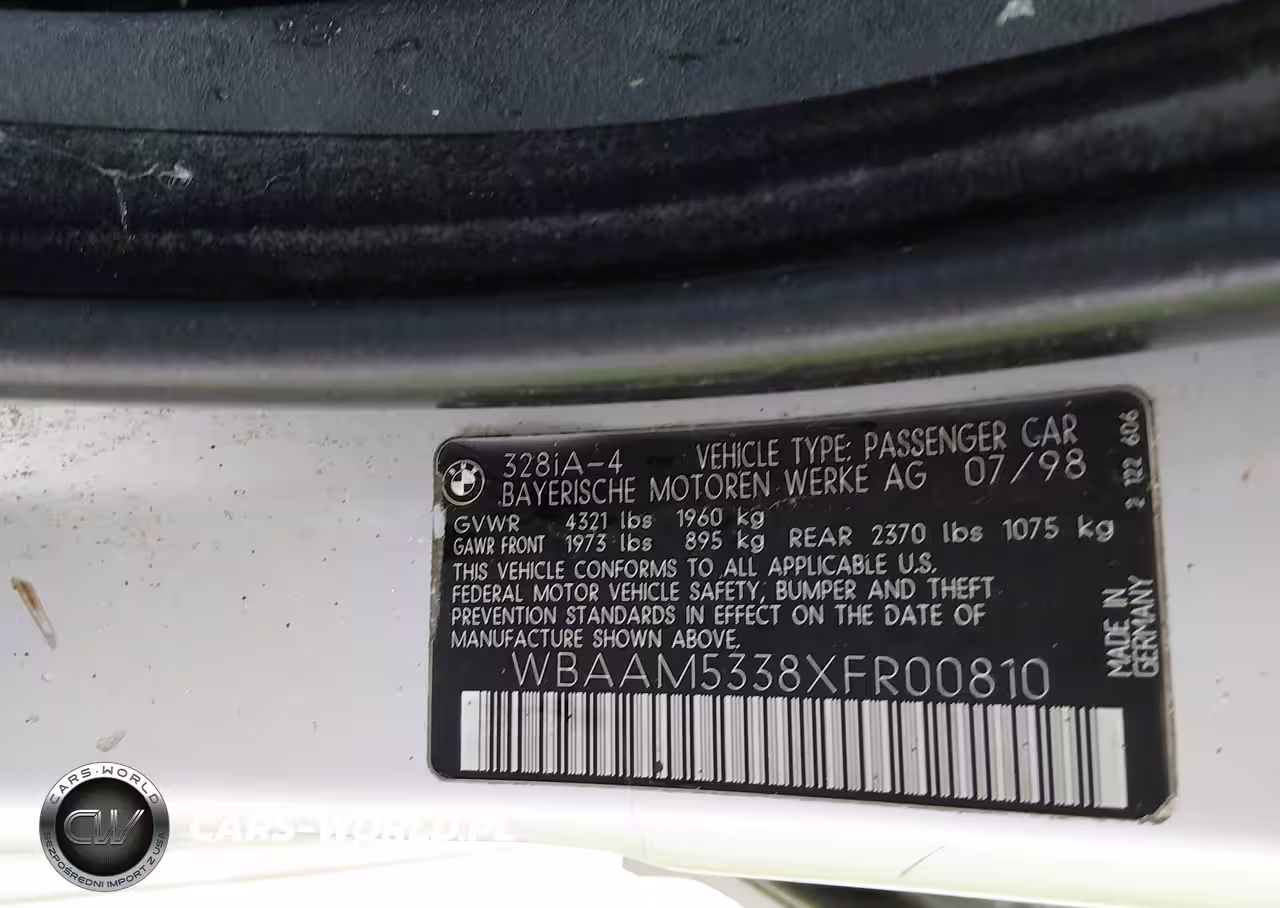 328iA-4 VEHICLE TYPE: PASSENGER CAR
BAYERISCHE MOTOREN WERKE AG 07/98
GVWR 4321 lbs 1960 kg
GAWR FRONT 1973 lbs 895 kg REAR 2370 lbs 1075 kg
THIS VEHICLE CONFORMS TO ALL APPLICABLE U.S.
FEDERAL MOTOR VEHICLE SAFETY, BUMPER AND THEFT
PREVENTION STANDARDS IN EFFECT ON THE DATE OF
MANUFACTURE SHOWN ABOVE.
WBAAM5338XFR00810
2 122 606
MADE IN
GERMANY
CARS-WORLD
CW
BEZPOŚREDNI IMPORT Z USA
CARS-WORLD.PL